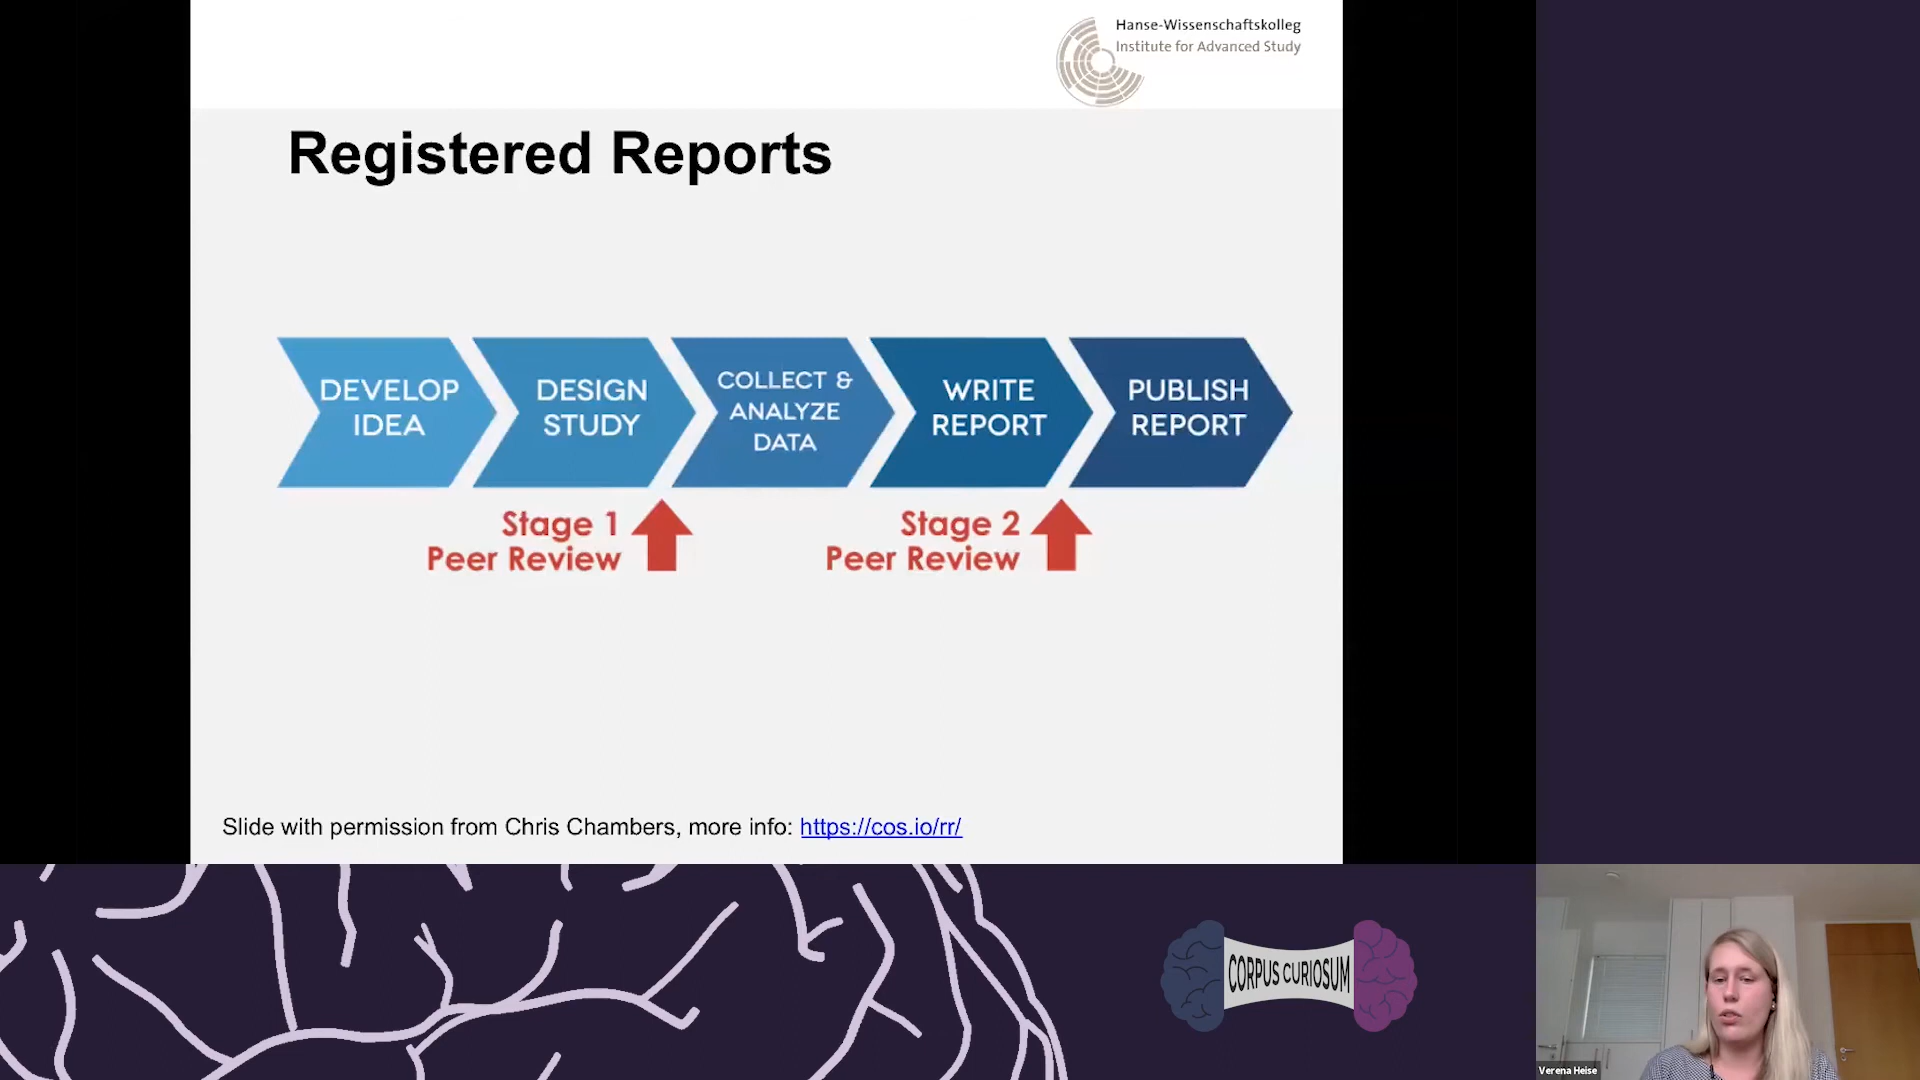 Hanse-Wissenschaftskolleg
Institute for Advanced Study
Registered Reports
DEVELOP
IDEA
DESIGN
STUDY
COLLECT &
ANALYZE
DATA
WRITE
REPORT
PUBLISH
REPORT
Stage 1
Peer Review
Stage 2
Peer Review
Slide with permission from Chris Chambers, more info: https://cos.io/rr/
CORPUS CURIOSUM
Verena Heise